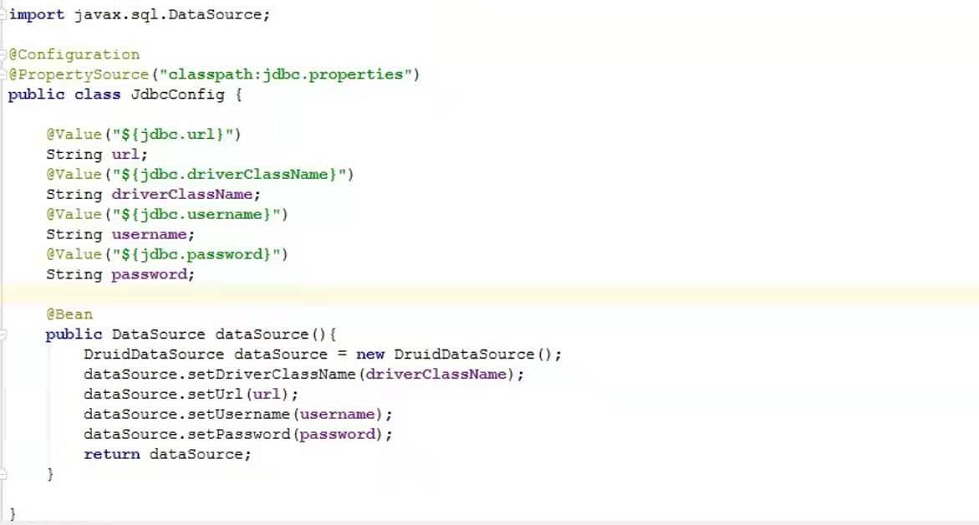 import javax.sql.DataSource;
@Configuration
@PropertySource("classpath:jdbc.properties")
public class JdbcConfig {
@Value("${jdbc.url}")
String url;
@Value("${jdbc.driverClassName}")
String driverClassName;
@Value("${jdbc.username}")
String username;
@Value("${jdbc.password}")
String password;
@Bean
public DataSource dataSource(){
DruidDataSource dataSource = new DruidDataSource();
dataSource.setDriverClassName(driverClassName);
dataSource.setUrl(url);
dataSource.setUsername(username);
dataSource.setPassword(password);
return dataSource;
}
}